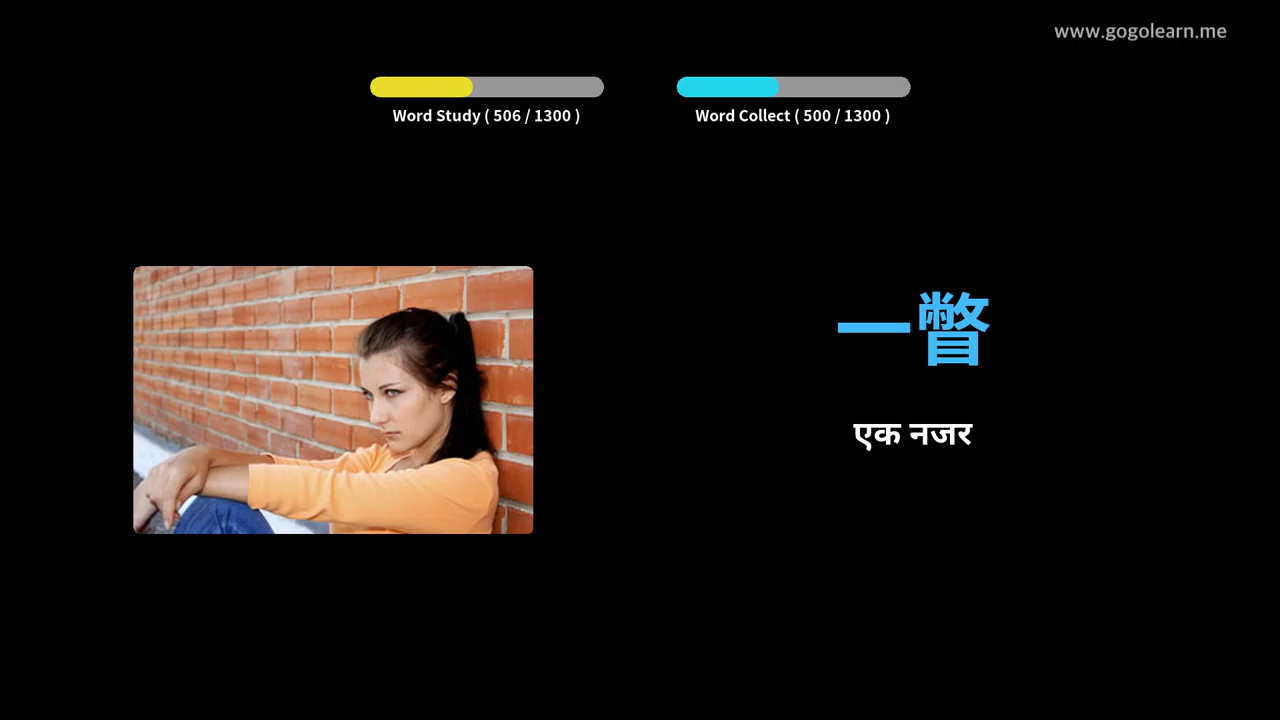 www.gogolearn.me
Word Study ( 506 / 1300 )
Word Collect ( 500 / 1300 )
一瞥
एक नजर